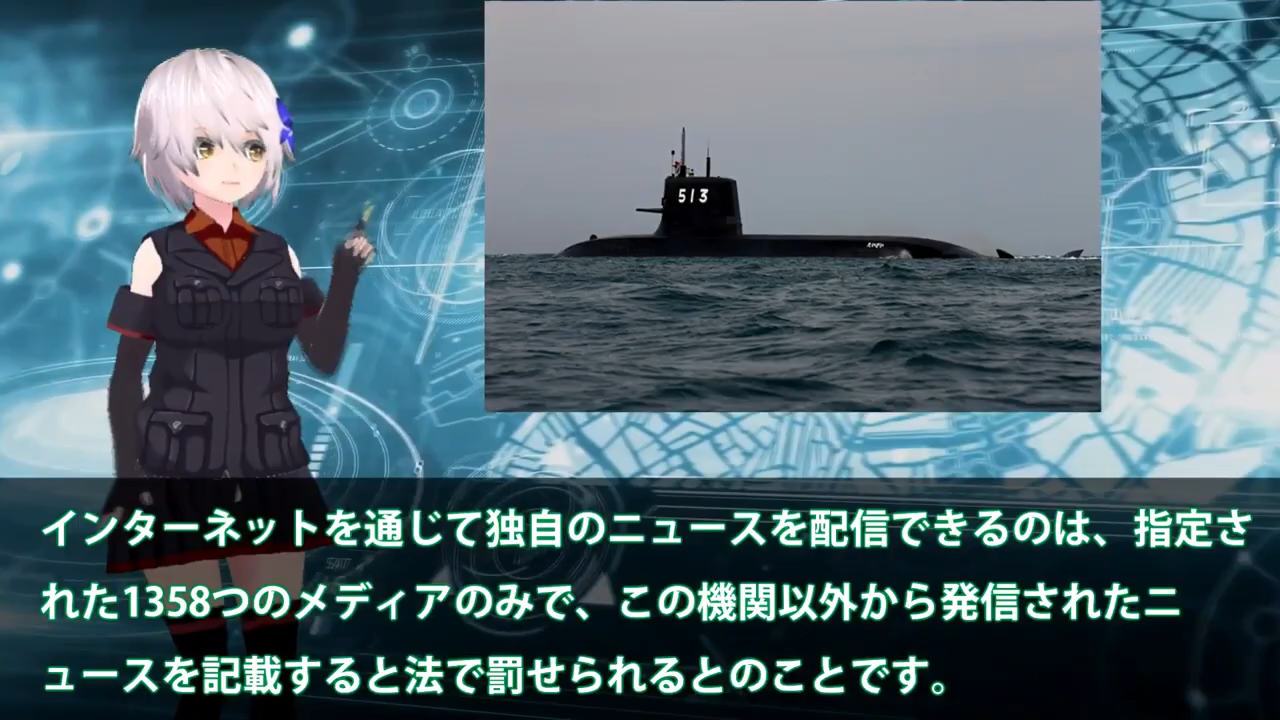 513
インターネットを通じて独自のニュースを配信できるのは、指定さ
れた1358つのメディアのみで、この機関以外から発信されたニ
ュースを記載すると法で罰せられるとのことです。